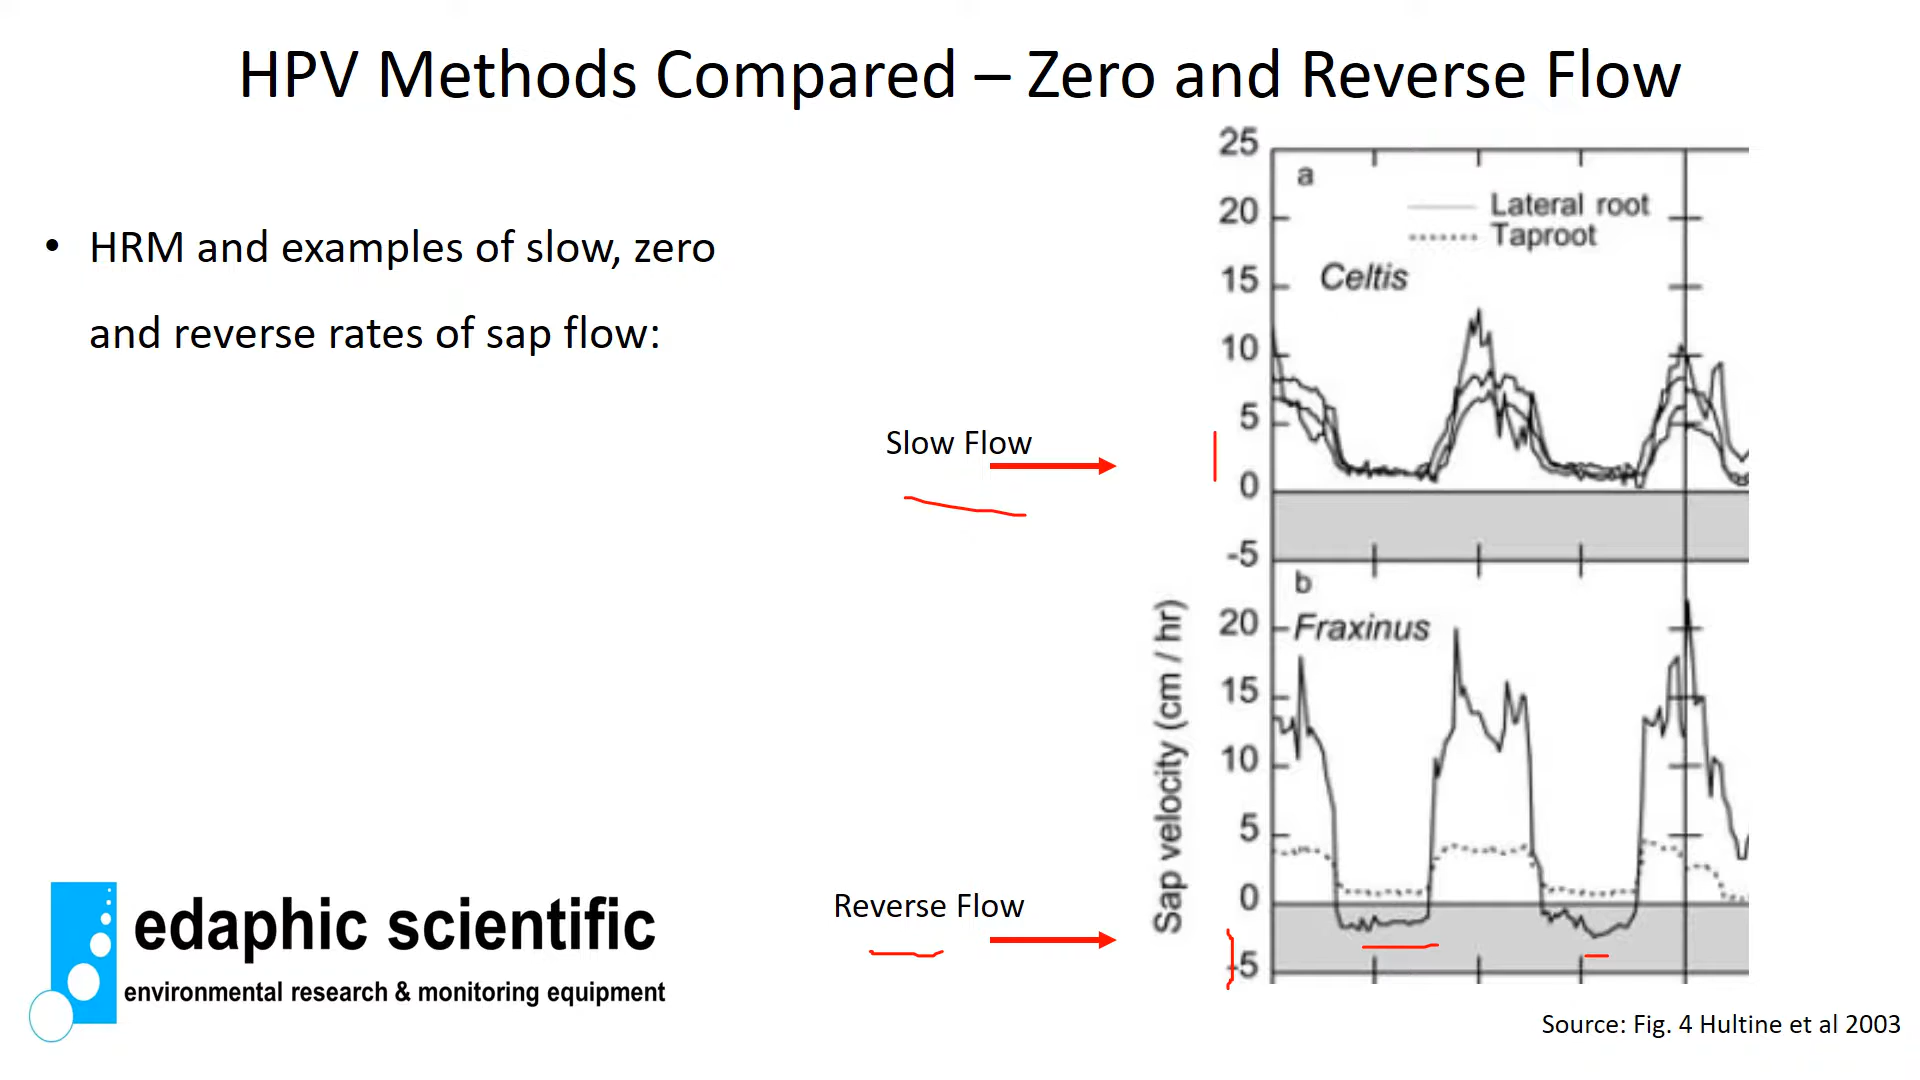 HPV Methods Compared – Zero and Reverse Flow
• HRM and examples of slow, zero
and reverse rates of sap flow:
Slow Flow
Reverse Flow
25
20
15
10
5
0
-5
a
Lateral root
Taproot
Celtis
b
Fraxinus
20
15
10
5
0
-5
Sap velocity (cm / hr)
edaphic scientific
environmental research & monitoring equipment
Source: Fig. 4 Hultine et al 2003